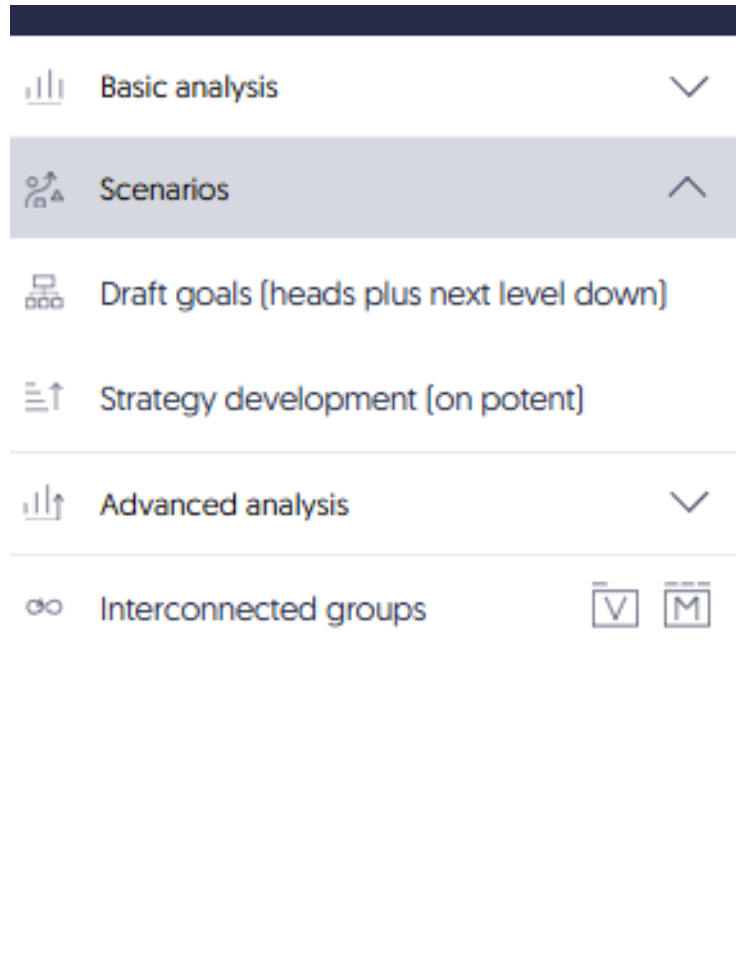 Basic analysis
Scenarios
Draft goals (heads plus next level down)
Strategy development (on potent)
Advanced analysis
Interconnected groups V M